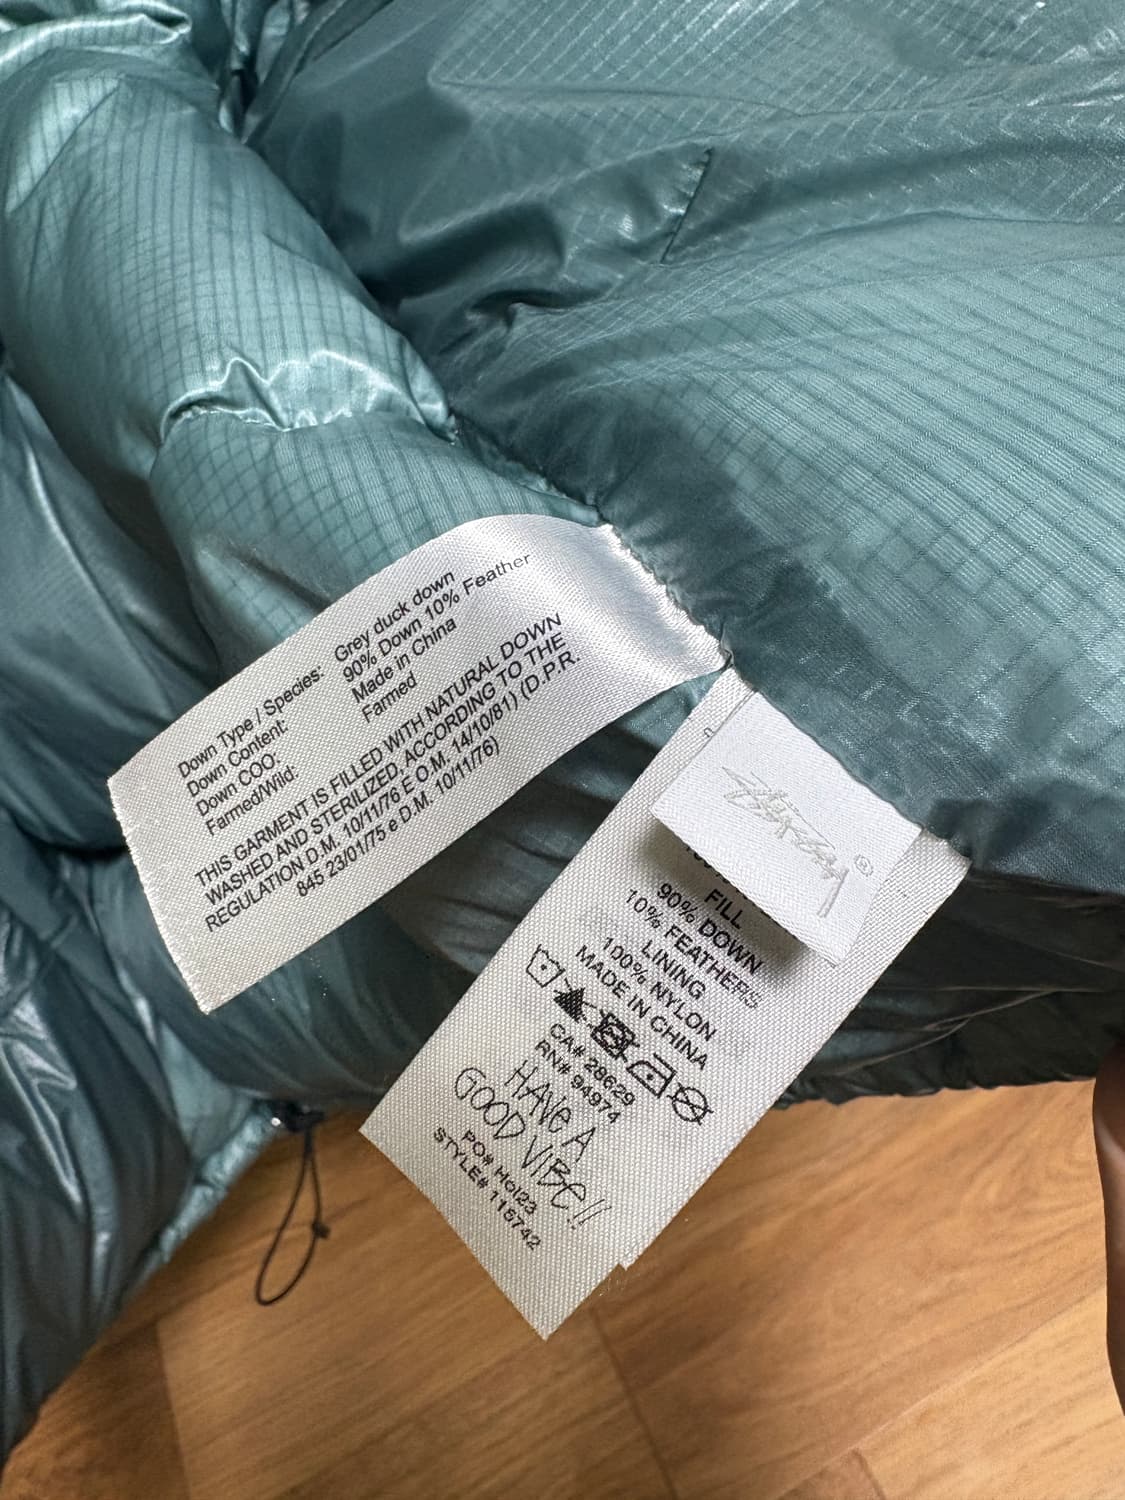 Down Type / Species: Grey duck down
Down Content: 90% Down 10% Feather
Down COO: Made in China
Farmed/Wild: Farmed
THIS GARMENT IS FILLED WITH NATURAL DOWN
WASHED AND STERILIZED, ACCORDING TO THE
REGULATION D.M. 10/11/76 E.O.M. 14/10/81) (D.P.R.
845 23/01/75 e D.M. 10/11/76)
Stüssy ®
FILL
90% DOWN
10% FEATHERS
LINING
100% NYLON
MADE IN CHINA
CA# 28629
RN# 94974
HAVE A
GOOD VIBE!!
PO# HOI23
STYLE# 115742